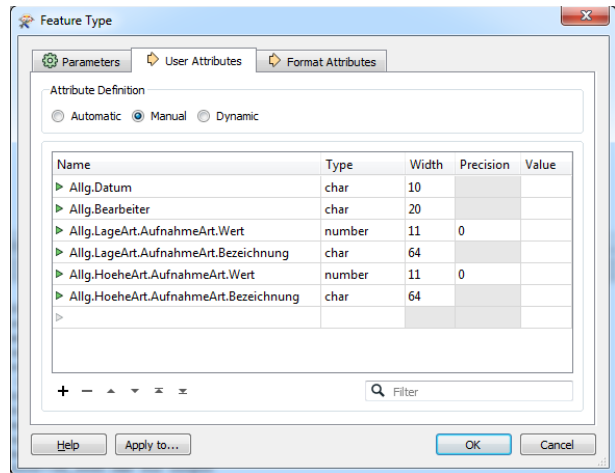 Feature Type
Parameters User Attributes Format Attributes
Attribute Definition
Automatic Manual Dynamic
Name Type Width Precision Value
Allg.Datum char 10
Allg.Bearbeiter char 20
Allg.LageArt.AufnahmeArt.Wert number 11 0
Allg.LageArt.AufnahmeArt.Bezeichnung char 64
Allg.HoeheArt.AufnahmeArt.Wert number 11 0
Allg.HoeheArt.AufnahmeArt.Bezeichnung char 64
Filter
Help Apply to... OK Cancel